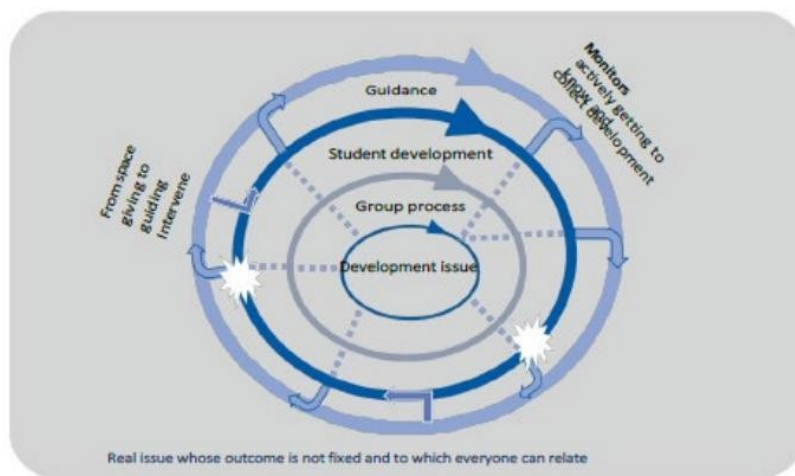 Guidance
Student development
Group process
Development issue
Monitors
actively getting to
know and
collect development
From space
giving to
guiding
Intervene
Real issue whose outcome is not fixed and to which everyone can relate